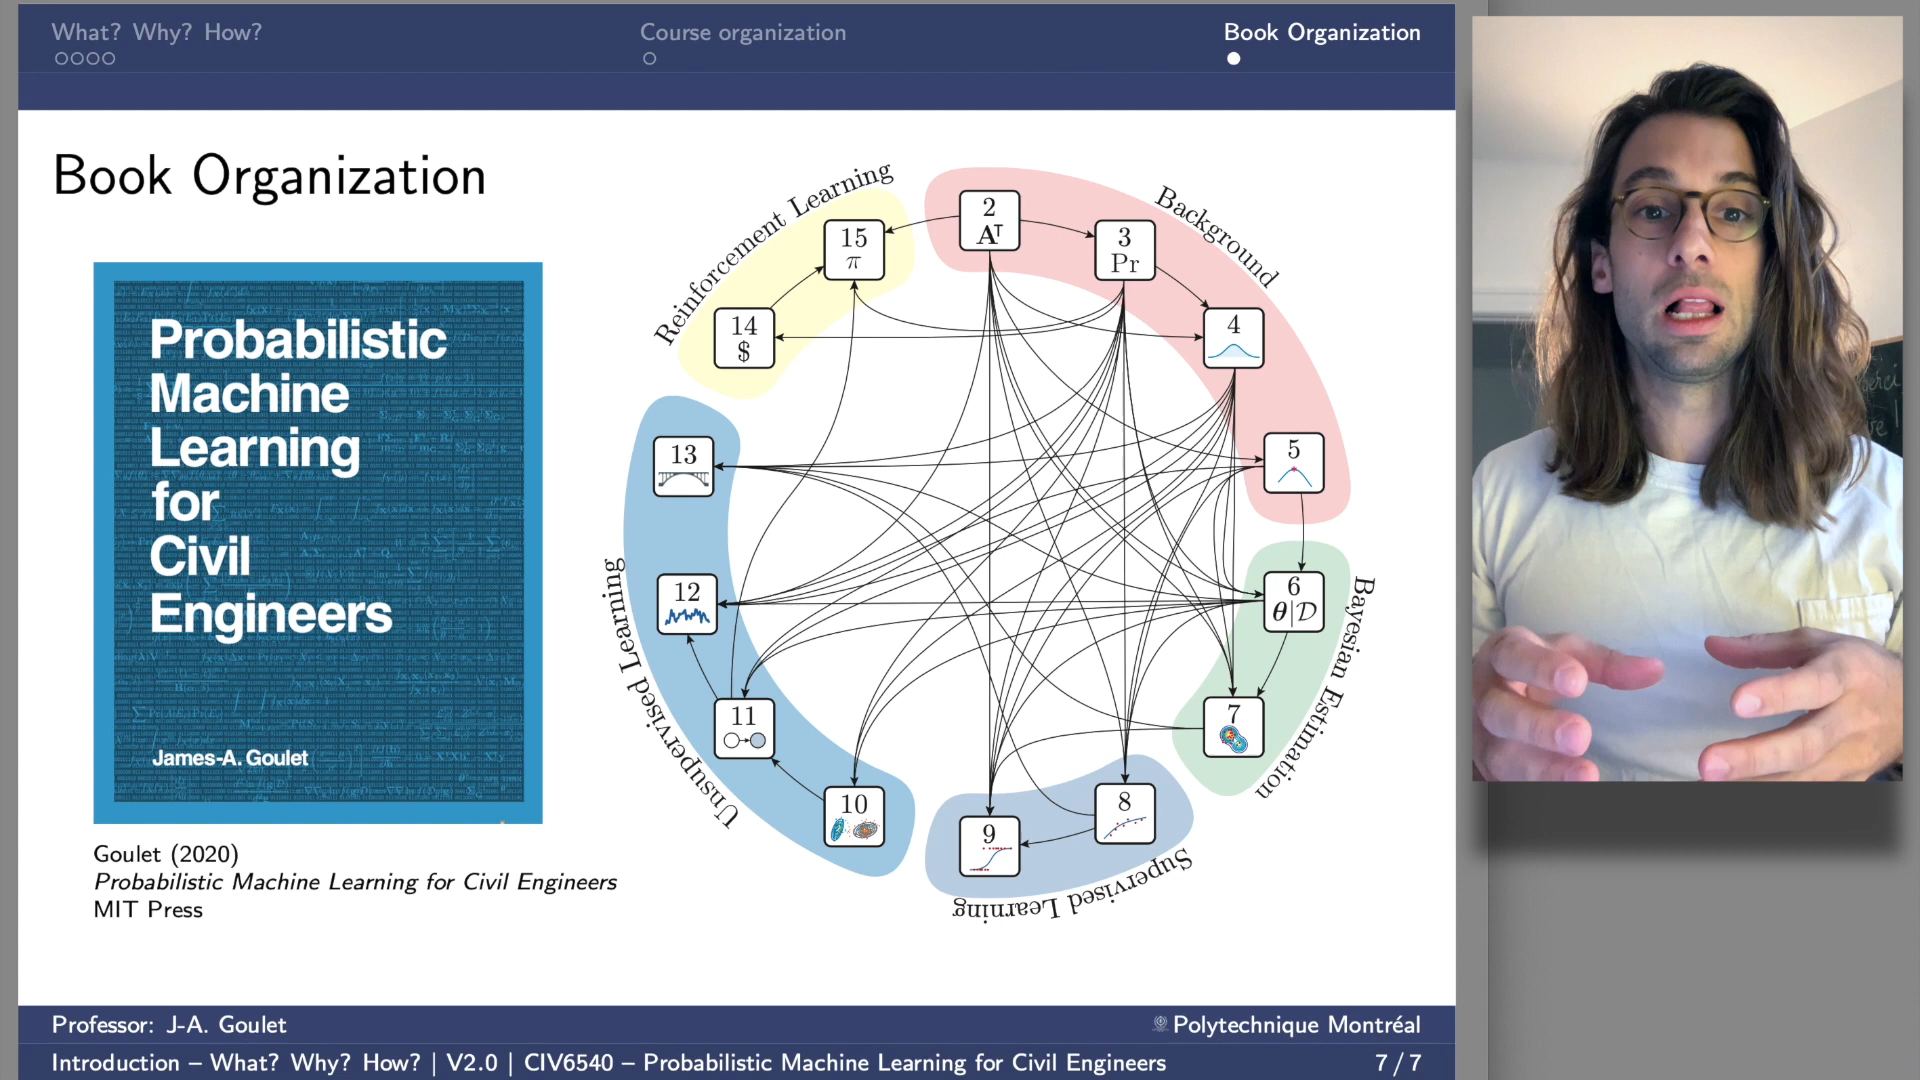 What? Why? How?
Course organization
Book Organization
Book Organization
Probabilistic
Machine
Learning
for
Civil
Engineers
James-A. Goulet
Goulet (2020)
Probabilistic Machine Learning for Civil Engineers
MIT Press
Reinforcement Learning
Background
Bayesian Estimation
Supervised Learning
Unsupervised Learning
2
Aᵀ
3
Pr
4
5
6
θ|𝒟
7
8
9
10
11
12
13
14
$
15
π
Professor: J-A. Goulet
Polytechnique Montréal
Introduction – What? Why? How? | V2.0 | CIV6540 – Probabilistic Machine Learning for Civil Engineers
7 / 7